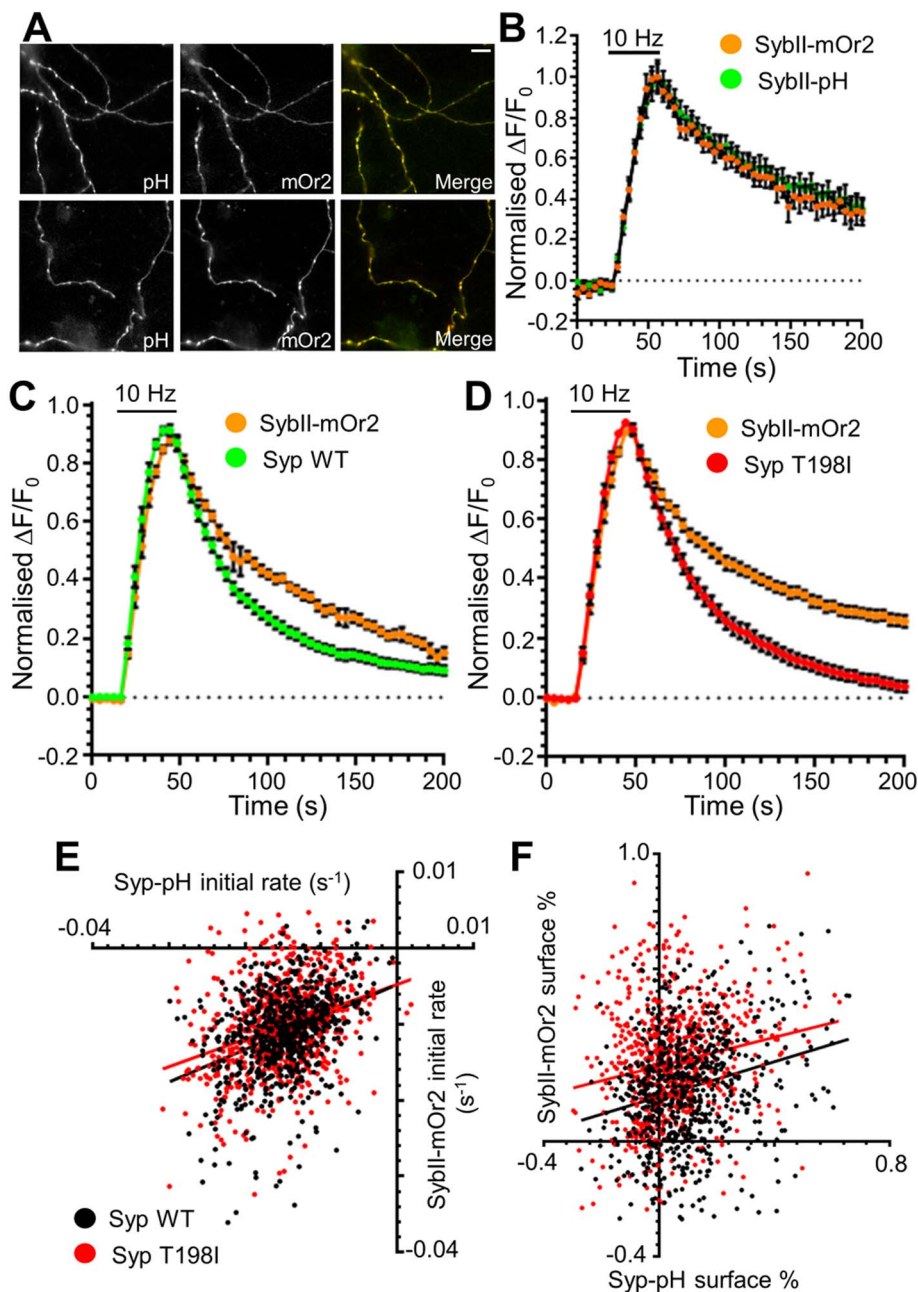 A
pH
mOr2
Merge
pH
mOr2
Merge
B
10 Hz
SybII-mOr2
SybII-pH
Normalised ΔF/F0
1.2
1.0
0.8
0.6
0.4
0.2
0.0
-0.2
0
50
100
150
200
Time (s)
C
10 Hz
SybII-mOr2
Syp WT
Normalised ΔF/F0
1.0
0.8
0.6
0.4
0.2
0.0
-0.2
0
50
100
150
200
Time (s)
D
10 Hz
SybII-mOr2
Syp T198I
Normalised ΔF/F0
1.0
0.8
0.6
0.4
0.2
0.0
-0.2
0
50
100
150
200
Time (s)
E
Syp-pH initial rate (s-1)
0.01
-0.04
0.01
SybII-mOr2 initial rate
(s-1)
-0.04
Syp WT
Syp T198I
F
1.0
SybII-mOr2 surface %
-0.4
0.8
-0.4
Syp-pH surface %